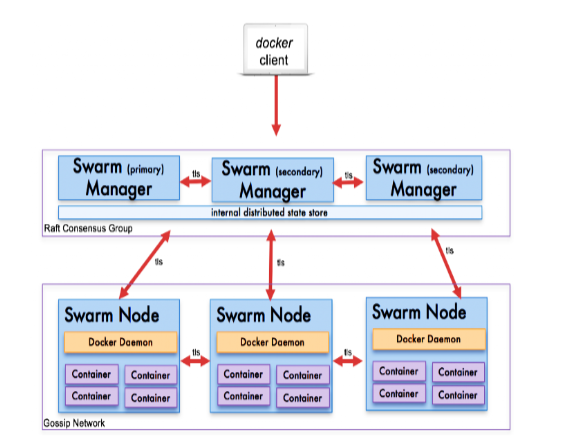 docker
client
Swarm (primary)
Manager
tls
Swarm (secondary)
Manager
tls
Swarm (secondary)
Manager
internal distributed state store
Raft Consensus Group
tls
tls
tls
Swarm Node
Docker Daemon
Container Container
Container Container
tls
Swarm Node
Docker Daemon
Container Container
Container Container
tls
Swarm Node
Docker Daemon
Container Container
Container Container
Gossip Network